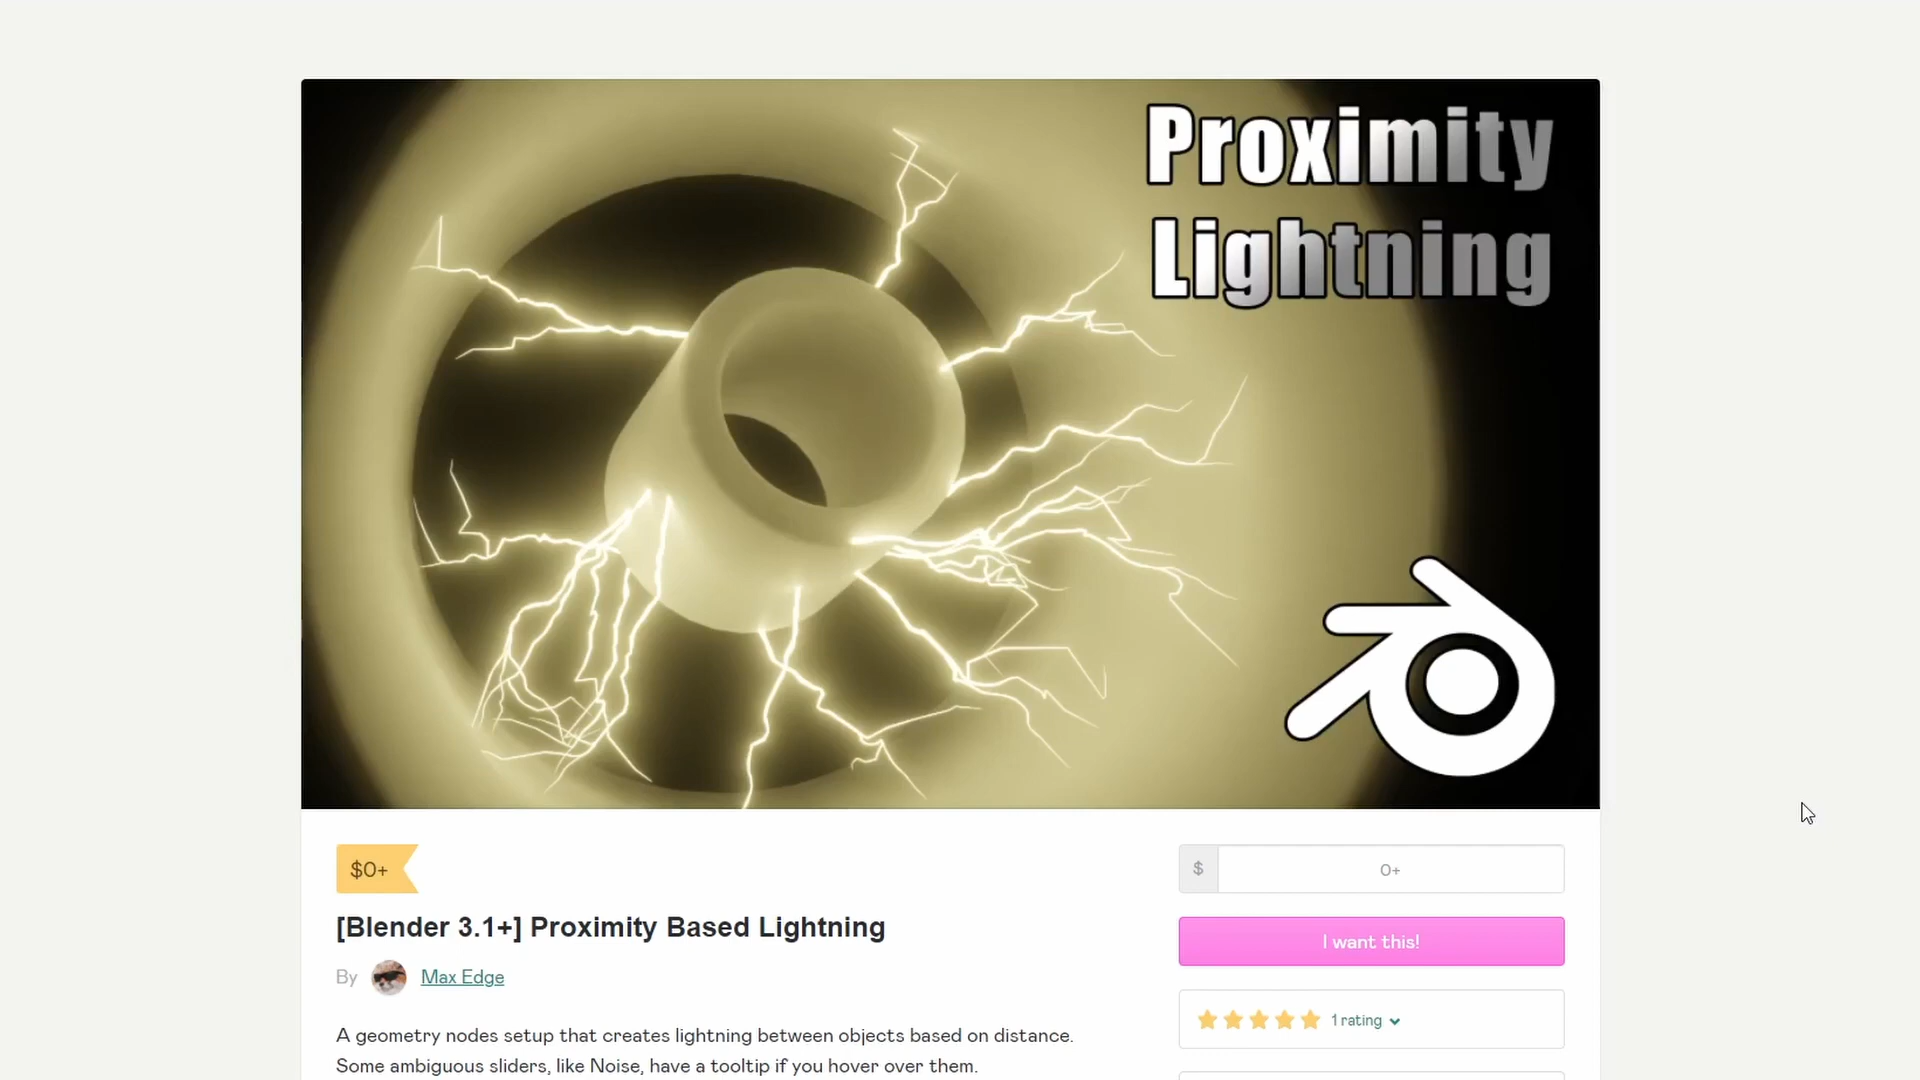 Proximity
Lightning
$0+
$ 0+
[Blender 3.1+] Proximity Based Lightning
I want this!
By Max Edge
1 rating
A geometry nodes setup that creates lightning between objects based on distance.
Some ambiguous sliders, like Noise, have a tooltip if you hover over them.